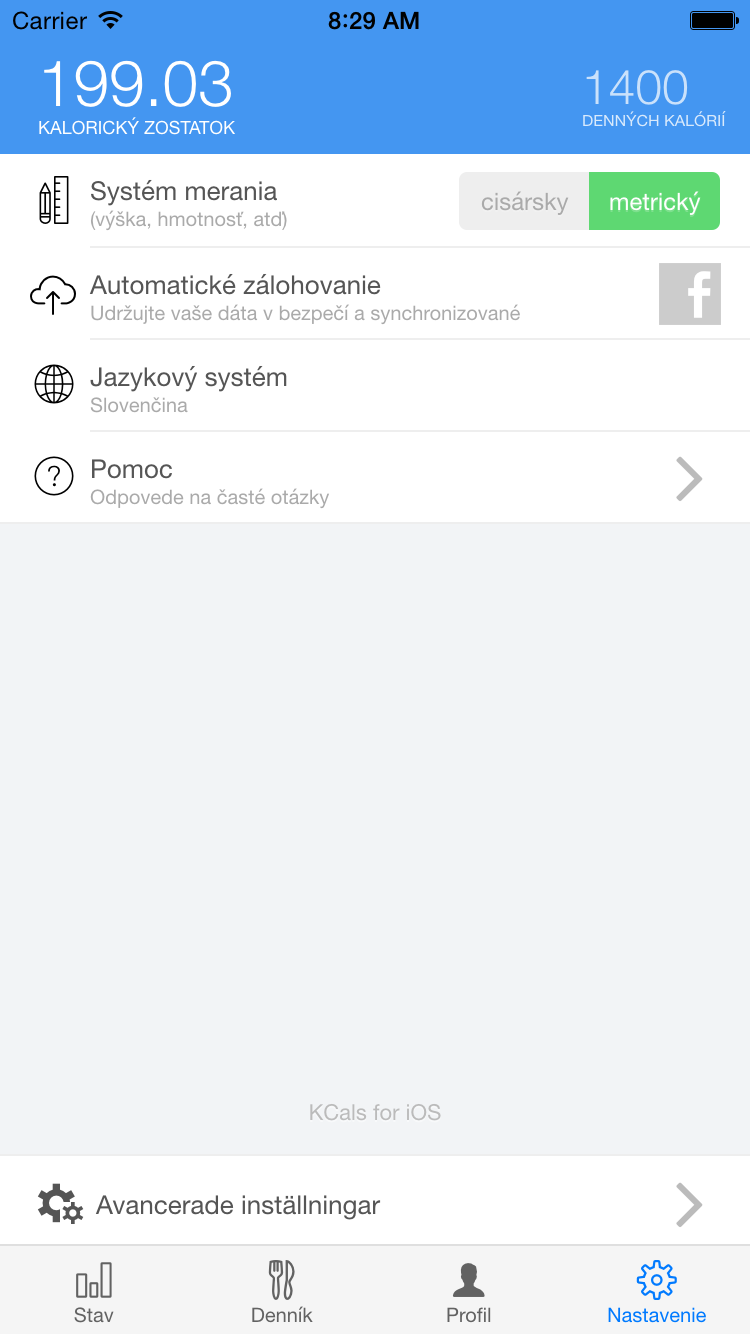 Carrier
8:29 AM
199.03
KALORICKÝ ZOSTATOK
1400
DENNÝCH KALÓRIÍ
Systém merania
(výška, hmotnosť, atď)
cisársky
metrický
Automatické zálohovanie
Udržujte vaše dáta v bezpečí a synchronizované
f
Jazykový systém
Slovenčina
Pomoc
Odpovede na časté otázky
KCals for iOS
Avancerade inställningar
Stav
Denník
Profil
Nastavenie